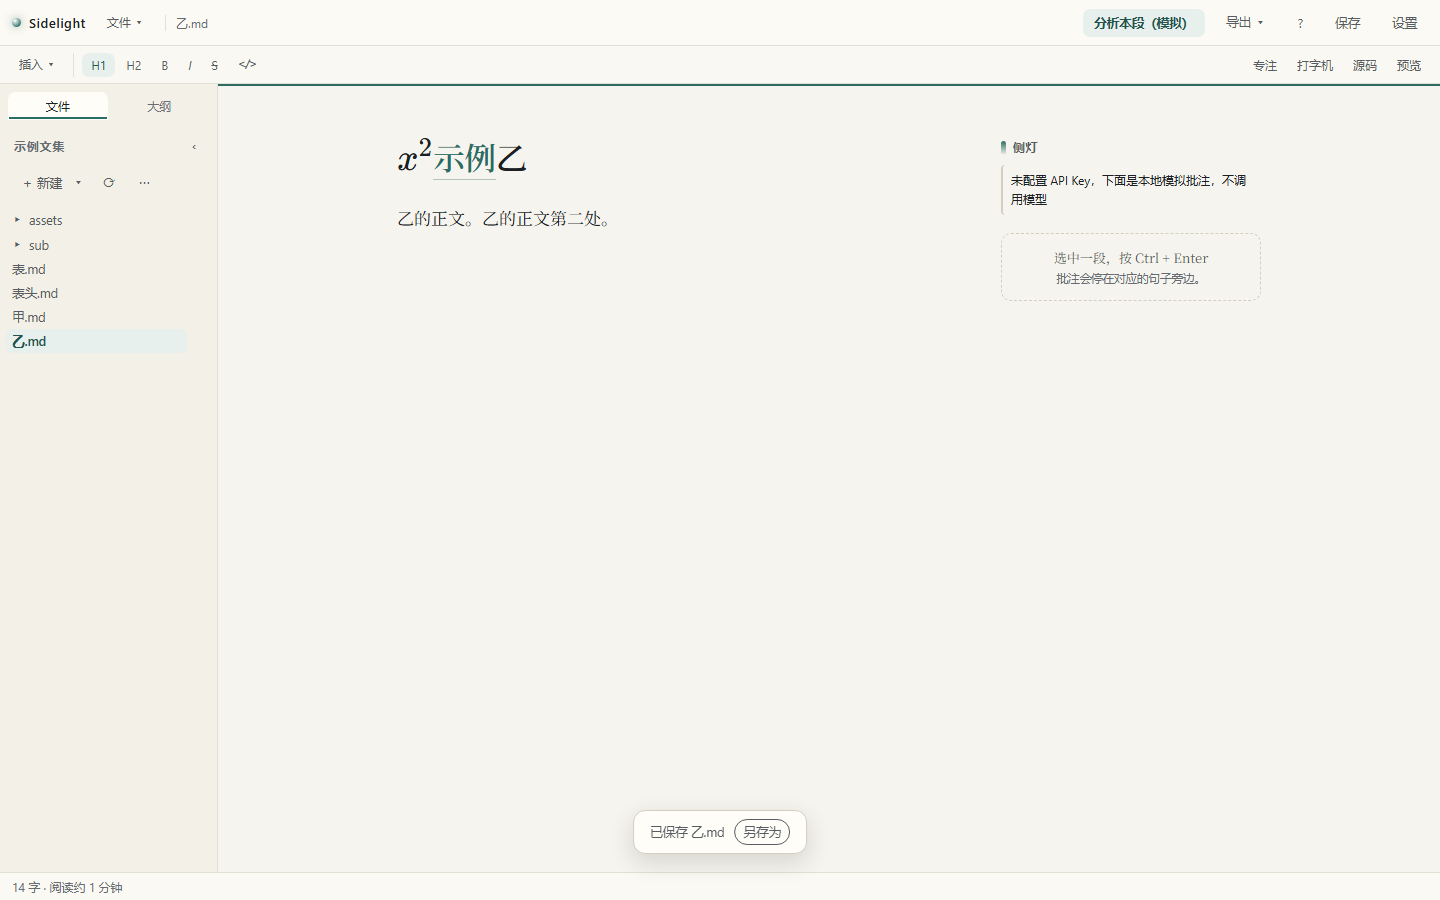 Sidelight 文件 乙.md 分析本段（模拟） 导出 ? 保存 设置
插入 H1 H2 B I S </> 专注 打字机 源码 预览
文件 大纲
示例文集
+ 新建 ···
assets
sub
表.md
表头.md
甲.md
乙.md
x²示例乙
乙的正文。乙的正文第二处。
侧灯
未配置 API Key，下面是本地模拟批注，不调
用模型
选中一段，按 Ctrl + Enter
批注会停在对应的句子旁边。
已保存 乙.md 另存为
14 字 · 阅读约 1 分钟